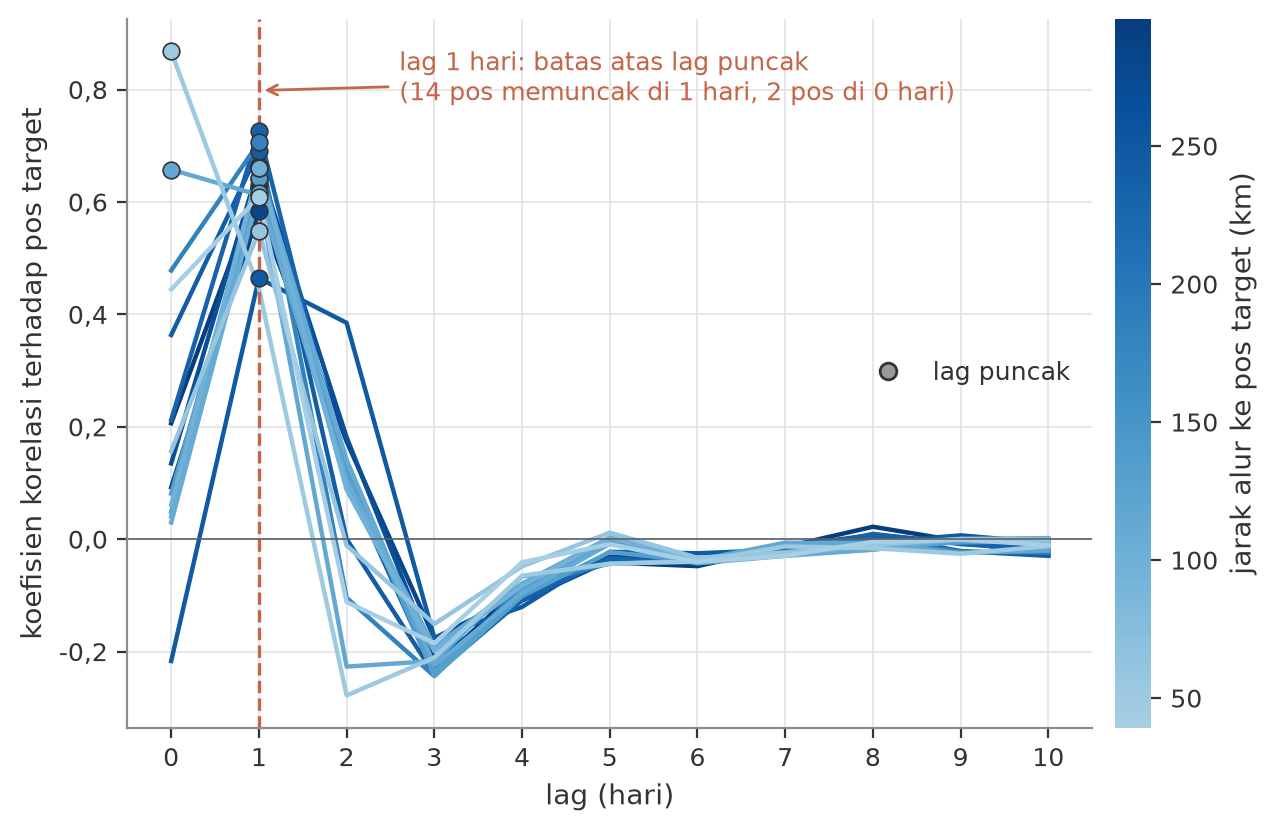 lag 1 hari: batas atas lag puncak
(14 pos memuncak di 1 hari, 2 pos di 0 hari)
koefisien korelasi terhadap pos target
0,8
0,6
0,4
0,2
0,0
-0,2
lag puncak
0 1 2 3 4 5 6 7 8 9 10
lag (hari)
250
200
150
100
50
jarak alur ke pos target (km)